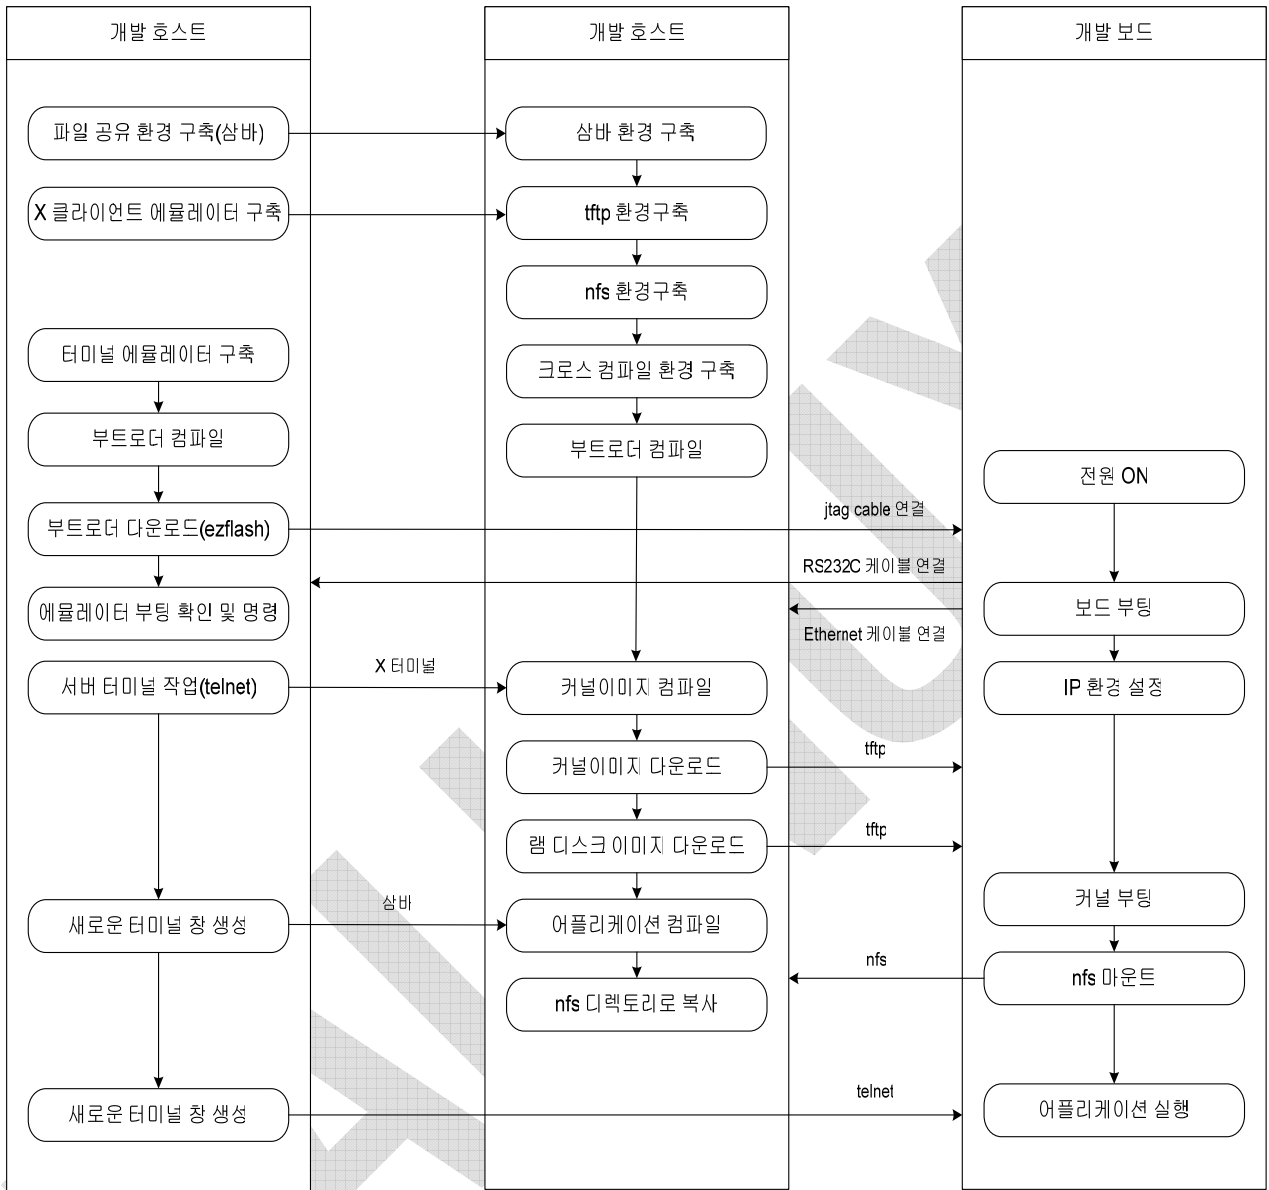 개발 호스트
개발 호스트
개발 보드
파일 공유 환경 구축(삼바)
X 클라이언트 에뮬레이터 구축
터미널 에뮬레이터 구축
부트로더 컴파일
부트로더 다운로드(ezflash)
에뮬레이터 부팅 확인 및 명령
서버 터미널 작업(telnet)
새로운 터미널 창 생성
새로운 터미널 창 생성
X 터미널
삼바
삼바 환경 구축
tftp 환경구축
nfs 환경구축
크로스 컴파일 환경 구축
부트로더 컴파일
커널이미지 컴파일
커널이미지 다운로드
램 디스크 이미지 다운로드
어플리케이션 컴파일
nfs 디렉토리로 복사
jtag cable 연결
RS232C 케이블 연결
Ethernet 케이블 연결
tftp
tftp
nfs
telnet
전원 ON
보드 부팅
IP 환경 설정
커널 부팅
nfs 마운트
어플리케이션 실행